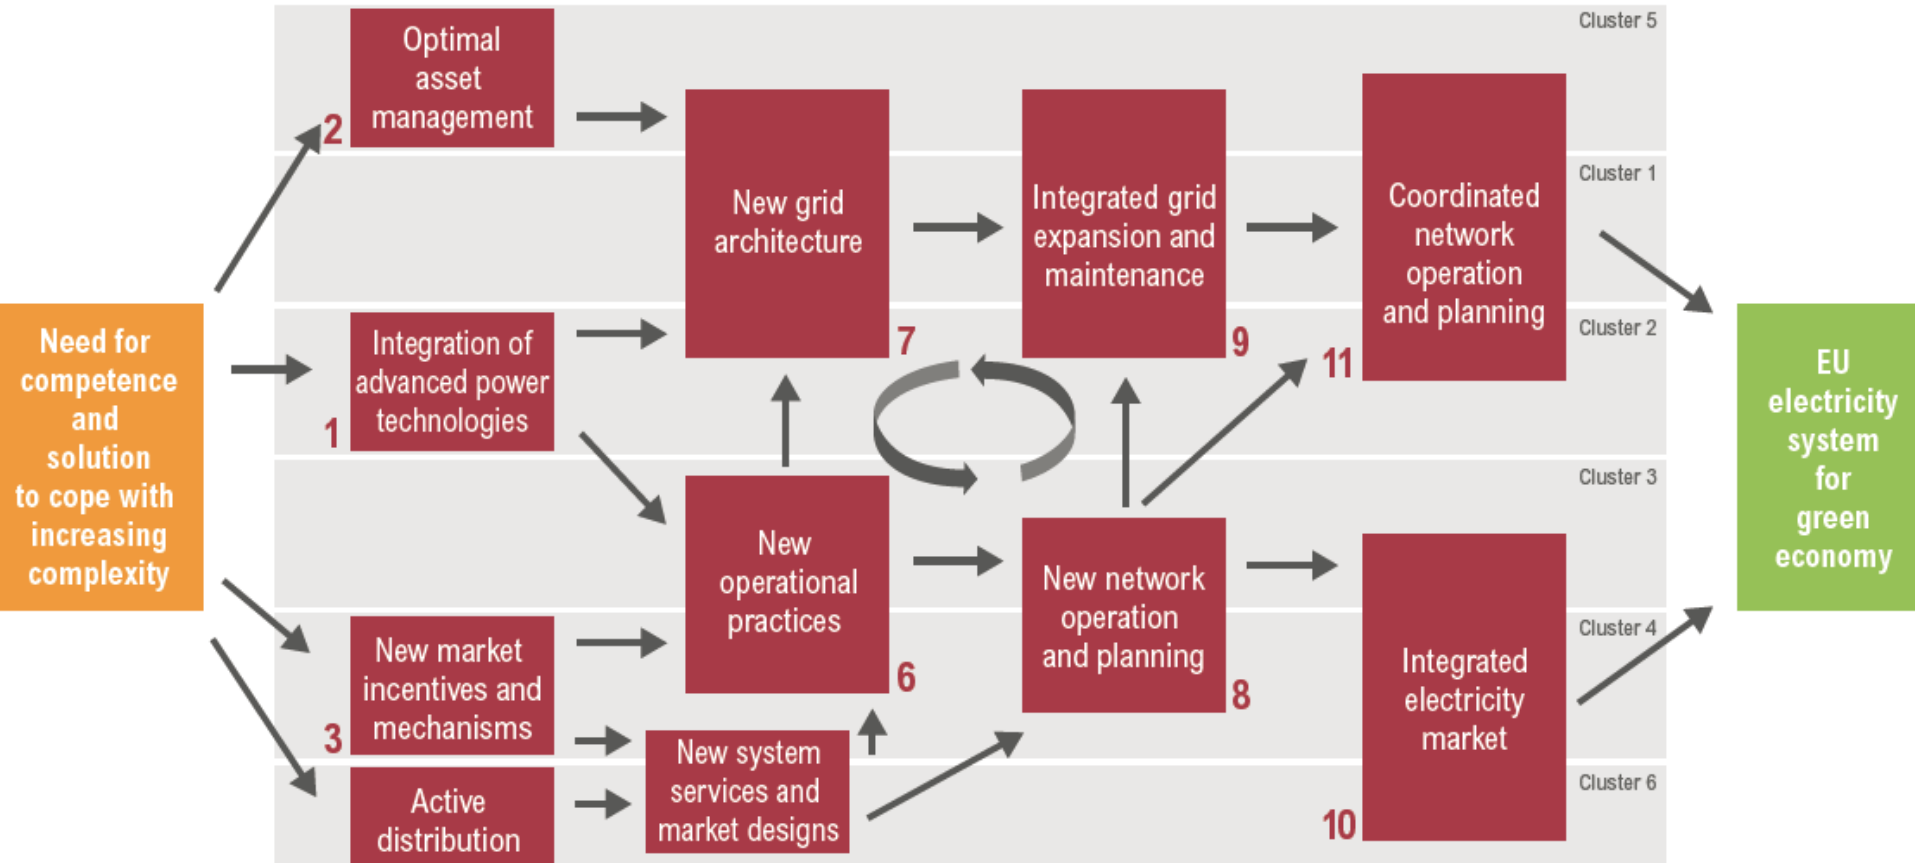 Need for
competence
and
solution
to cope with
increasing
complexity
Cluster 5
Optimal
asset
management
2
Cluster 1
New grid
architecture
7
Integrated grid
expansion and
maintenance
9
Coordinated
network
operation
and planning
11
Cluster 2
Integration of
advanced power
technologies
1
Cluster 3
New
operational
practices
6
New network
operation
and planning
8
Cluster 4
New market
incentives and
mechanisms
3
New system
services and
market designs
Integrated
electricity
market
10
Cluster 6
Active
distribution
EU
electricity
system
for
green
economy